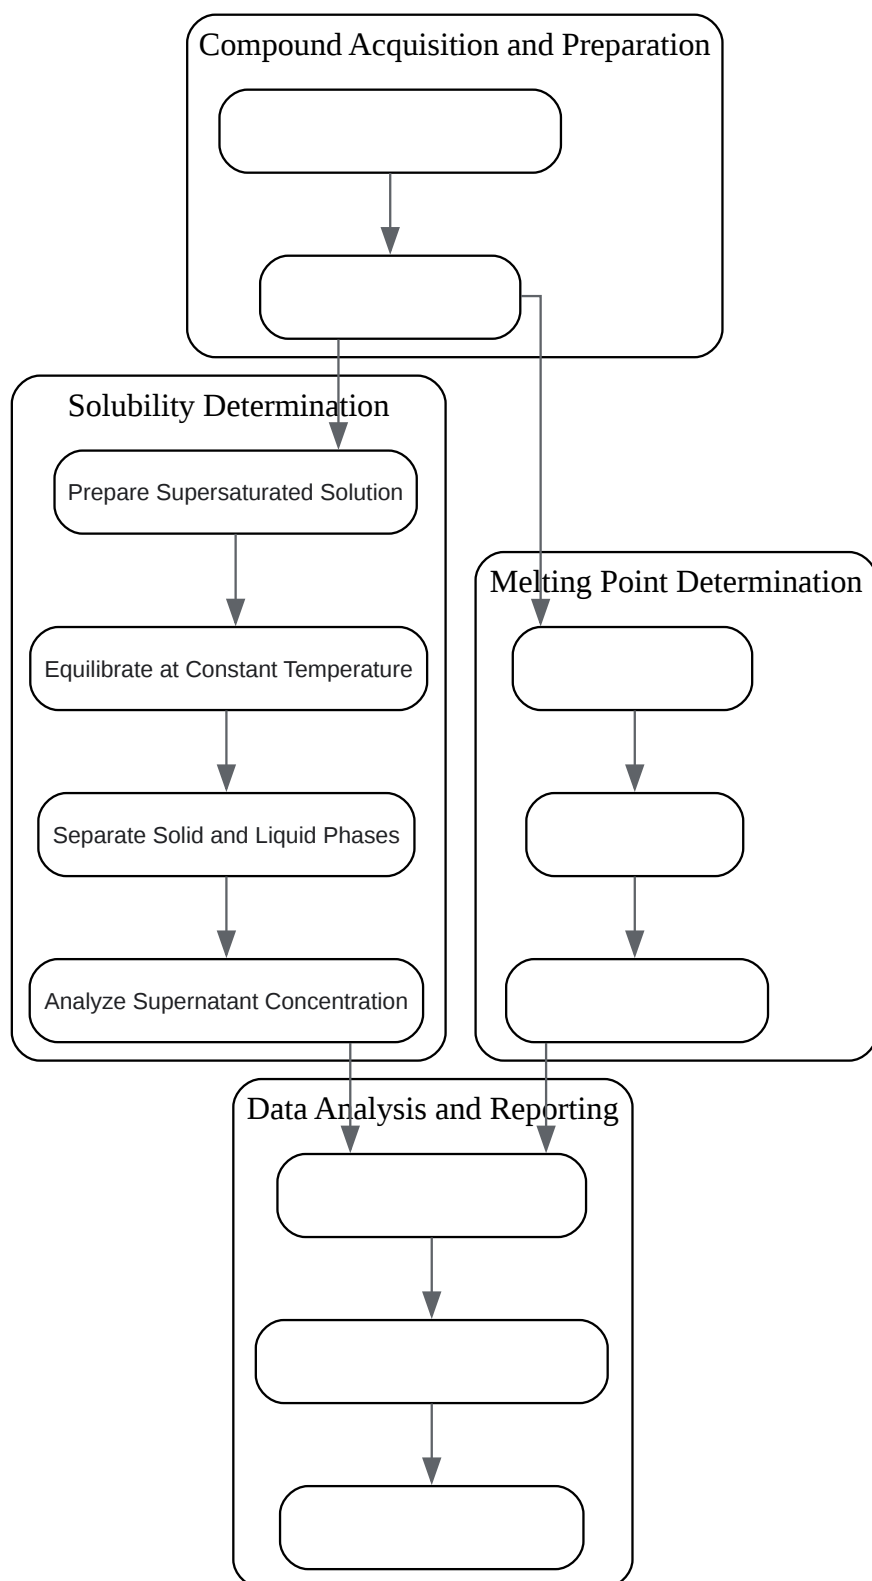 Compound Acquisition and Preparation
Solubility Determination
Prepare Supersaturated Solution
Equilibrate at Constant Temperature
Separate Solid and Liquid Phases
Analyze Supernatant Concentration
Melting Point Determination
Data Analysis and Reporting